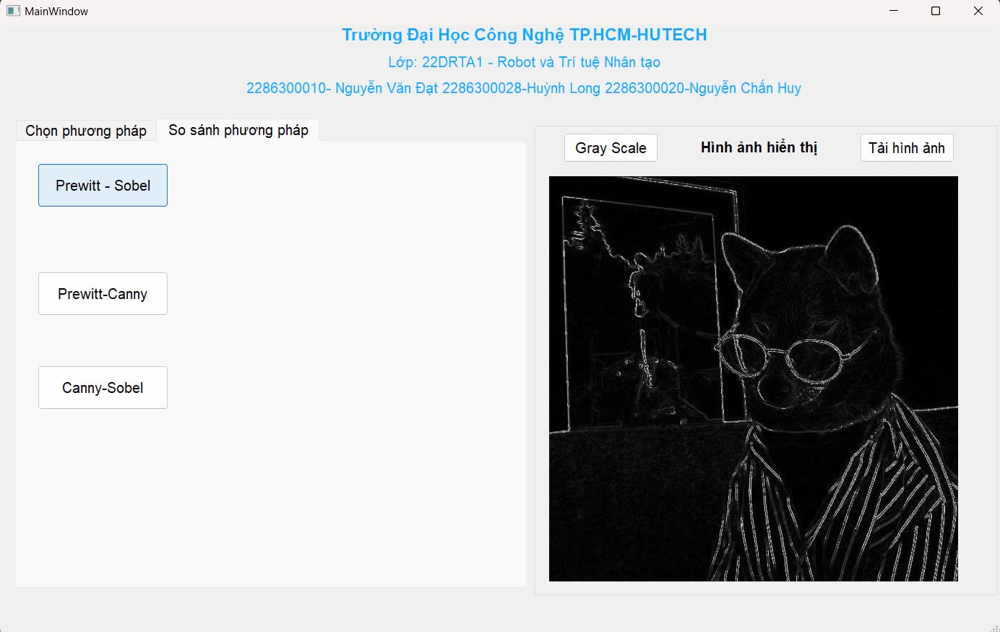 MainWindow
Trường Đại Học Công Nghệ TP.HCM-HUTECH
Lớp: 22DRTA1 - Robot và Trí tuệ Nhân tạo
2286300010- Nguyễn Văn Đạt 2286300028-Huỳnh Long 2286300020-Nguyễn Chấn Huy
Chọn phương pháp
So sánh phương pháp
Prewitt - Sobel
Prewitt-Canny
Canny-Sobel
Gray Scale
Hình ảnh hiển thị
Tải hình ảnh